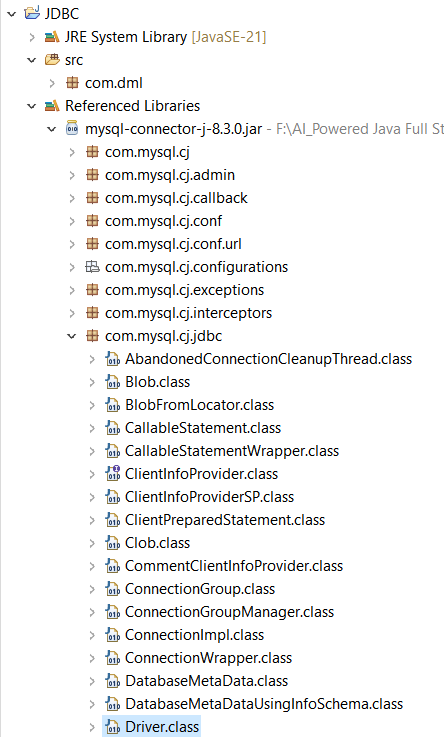 JDBC
JRE System Library [JavaSE-21]
src
com.dml
Referenced Libraries
mysql-connector-j-8.3.0.jar - F:\AI_Powered Java Full St
com.mysql.cj
com.mysql.cj.admin
com.mysql.cj.callback
com.mysql.cj.conf
com.mysql.cj.conf.url
com.mysql.cj.configurations
com.mysql.cj.exceptions
com.mysql.cj.interceptors
com.mysql.cj.jdbc
AbandonedConnectionCleanupThread.class
Blob.class
BlobFromLocator.class
CallableStatement.class
CallableStatementWrapper.class
ClientInfoProvider.class
ClientInfoProviderSP.class
ClientPreparedStatement.class
Clob.class
CommentClientInfoProvider.class
ConnectionGroup.class
ConnectionGroupManager.class
ConnectionImpl.class
ConnectionWrapper.class
DatabaseMetaData.class
DatabaseMetaDataUsingInfoSchema.class
Driver.class